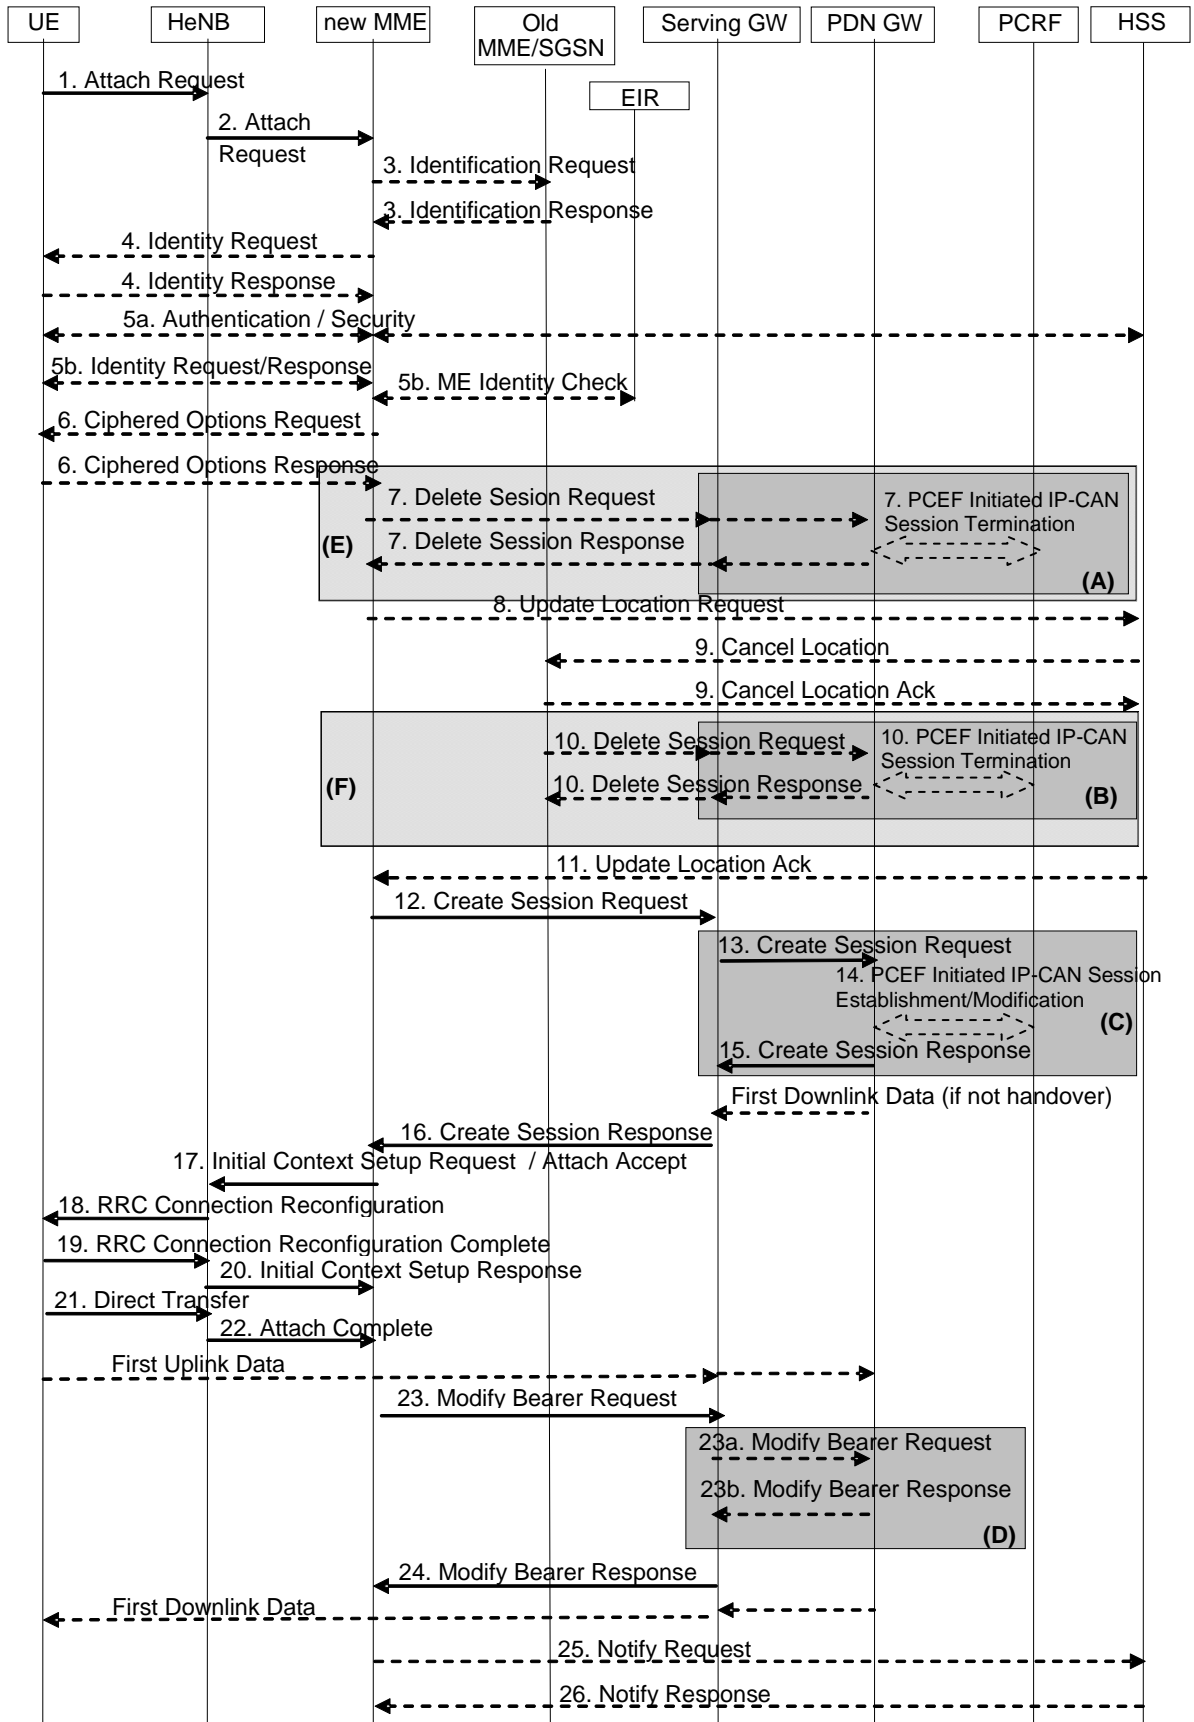 UE
HeNB
new MME
Old
MME/SGSN
Serving GW
PDN GW
PCRF
HSS
EIR
1. Attach Request
2. Attach
Request
3. Identification Request
3. Identification Response
4. Identity Request
4. Identity Response
5a. Authentication / Security
5b. Identity Request/Response
5b. ME Identity Check
6. Ciphered Options Request
6. Ciphered Options Response
7. Delete Sesion Request
7. PCEF Initiated IP-CAN
Session Termination
(E)
7. Delete Session Response
(A)
8. Update Location Request
9. Cancel Location
9. Cancel Location Ack
10. Delete Session Request
10. PCEF Initiated IP-CAN
Session Termination
(F)
10. Delete Session Response
(B)
11. Update Location Ack
12. Create Session Request
13. Create Session Request
14. PCEF Initiated IP-CAN Session
Establishment/Modification
(C)
15. Create Session Response
First Downlink Data (if not handover)
16. Create Session Response
17. Initial Context Setup Request / Attach Accept
18. RRC Connection Reconfiguration
19. RRC Connection Reconfiguration Complete
20. Initial Context Setup Response
21. Direct Transfer
22. Attach Complete
First Uplink Data
23. Modify Bearer Request
23a. Modify Bearer Request
23b. Modify Bearer Response
(D)
24. Modify Bearer Response
First Downlink Data
25. Notify Request
26. Notify Response